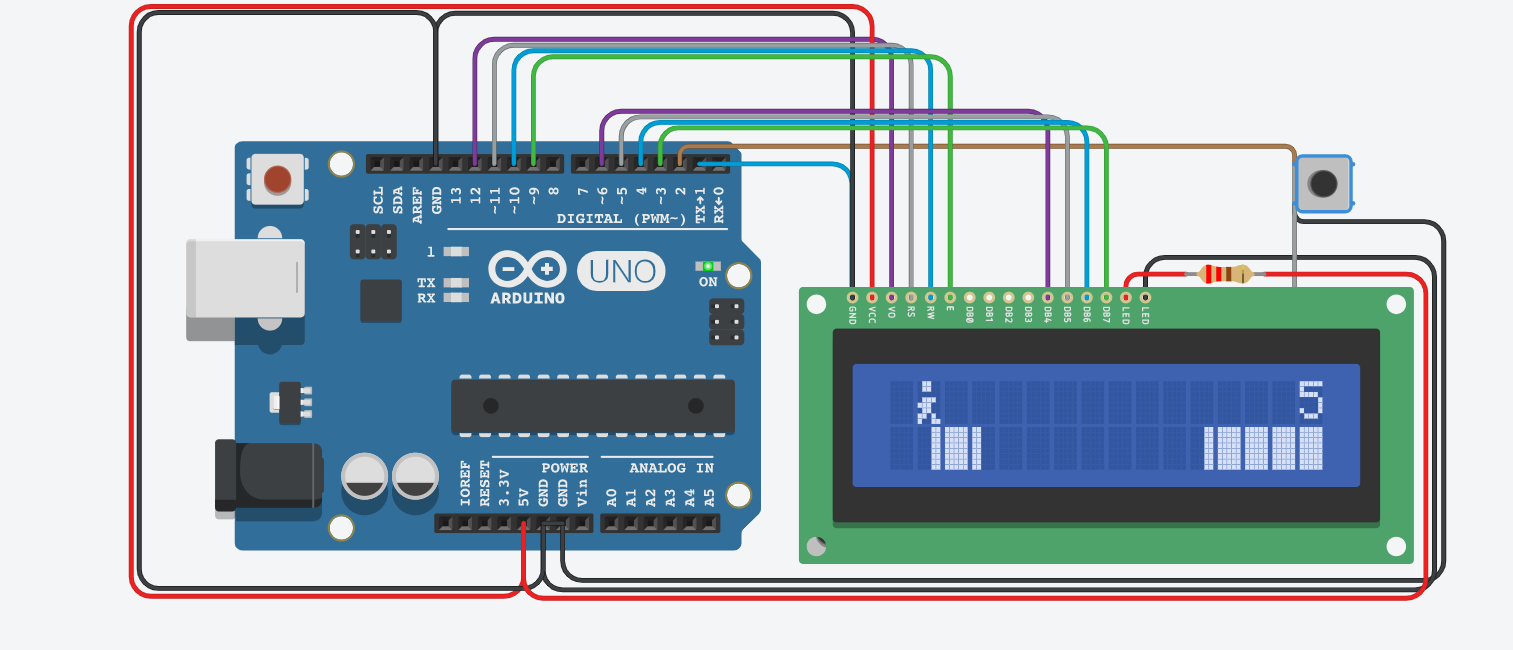 SCL
SDA
AREF
GND
13
12
~11
~10
~9
8
7
~6
~5
4
~3
2
TX→1
RX←0
DIGITAL (PWM~)
l
TX
RX
UNO
ARDUINO
ON
IOREF
RESET
3.3V
5V
GND
GND
Vin
POWER
ANALOG IN
A0
A1
A2
A3
A4
A5
GND
VCC
VO
RS
RW
E
DB0
DB1
DB2
DB3
DB4
DB5
DB6
DB7
LED
LED
5